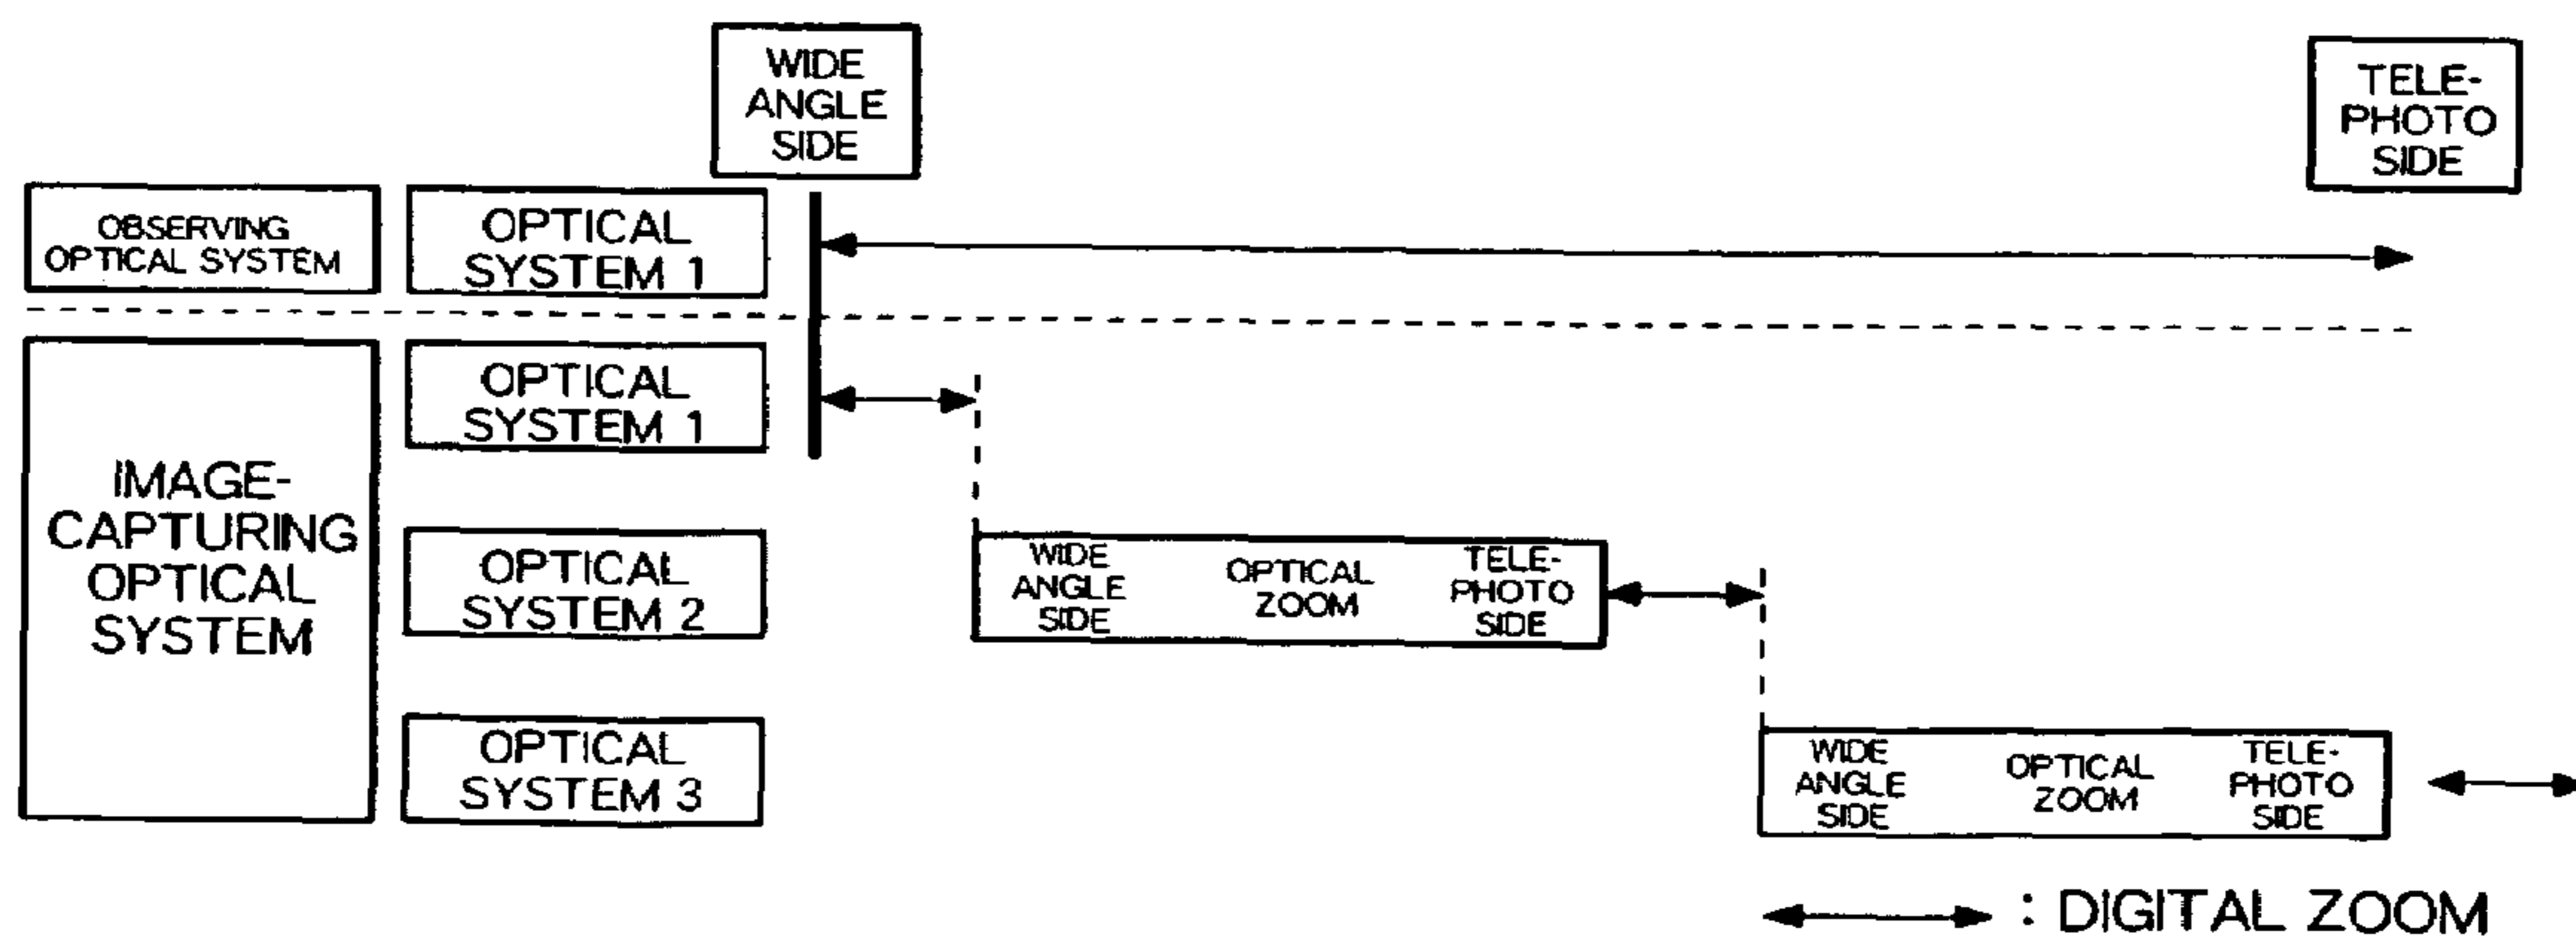 WIDE
ANGLE
SIDE
TELE-
PHOTO
SIDE
OBSERVING
OPTICAL SYSTEM
OPTICAL
SYSTEM 1
IMAGE-
CAPTURING
OPTICAL
SYSTEM
OPTICAL
SYSTEM 1
OPTICAL
SYSTEM 2
WIDE
ANGLE
SIDE
OPTICAL
ZOOM
TELE-
PHOTO
SIDE
OPTICAL
SYSTEM 3
WIDE
ANGLE
SIDE
OPTICAL
ZOOM
TELE-
PHOTO
SIDE
: DIGITAL ZOOM